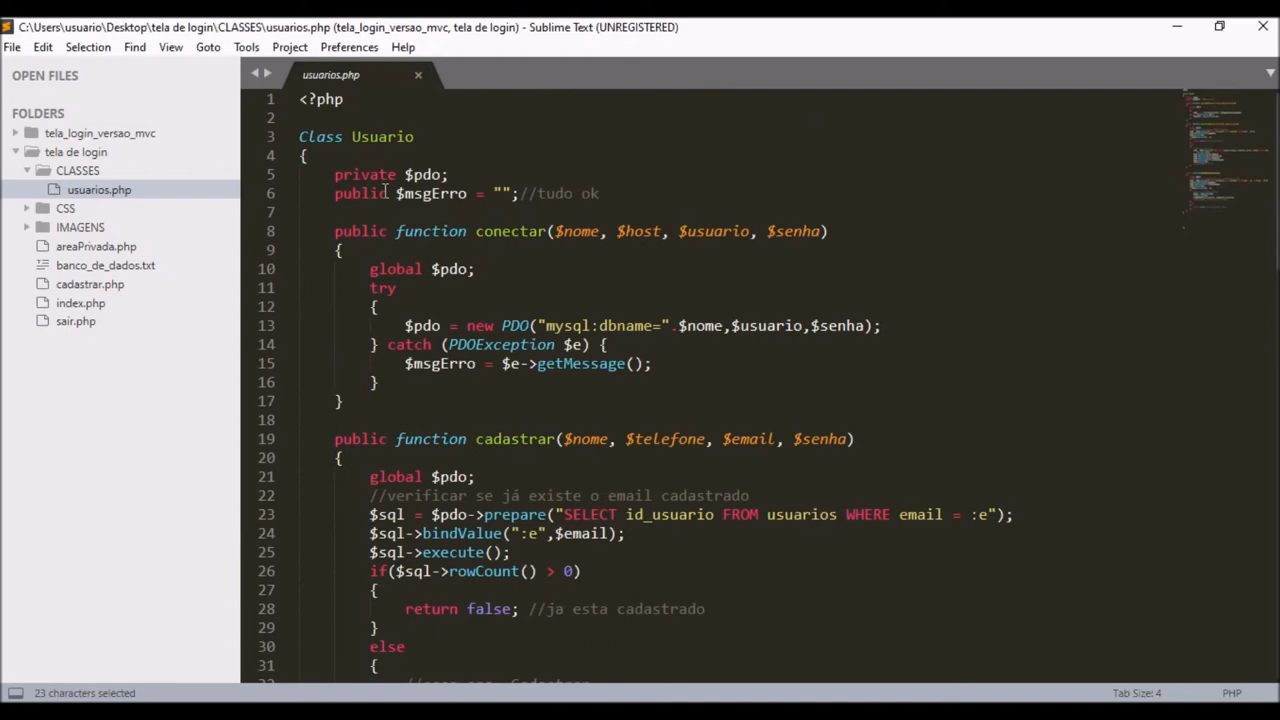 C:\Users\usuario\Desktop\tela de login\CLASSES\usuarios.php (tela_login_versao_mvc, tela de login) - Sublime Text (UNREGISTERED)
File Edit Selection Find View Goto Tools Project Preferences Help
OPEN FILES
FOLDERS
tela_login_versao_mvc
tela de login
CLASSES
usuarios.php
CSS
IMAGENS
areaPrivada.php
banco_de_dados.txt
cadastrar.php
index.php
sair.php
usuarios.php
1 <?php
2
3 Class Usuario
4 {
5 private $pdo;
6 public $msgErro = "";//tudo ok
7
8 public function conectar($nome, $host, $usuario, $senha)
9 {
10 global $pdo;
11 try
12 {
13 $pdo = new PDO("mysql:dbname=".$nome,$usuario,$senha);
14 } catch (PDOException $e) {
15 $msgErro = $e->getMessage();
16 }
17 }
18
19 public function cadastrar($nome, $telefone, $email, $senha)
20 {
21 global $pdo;
22 //verificar se já existe o email cadastrado
23 $sql = $pdo->prepare("SELECT id_usuario FROM usuarios WHERE email = :e");
24 $sql->bindValue(":e",$email);
25 $sql->execute();
26 if($sql->rowCount() > 0)
27 {
28 return false; //ja esta cadastrado
29 }
30 else
31 {
23 characters selected
Tab Size: 4
PHP